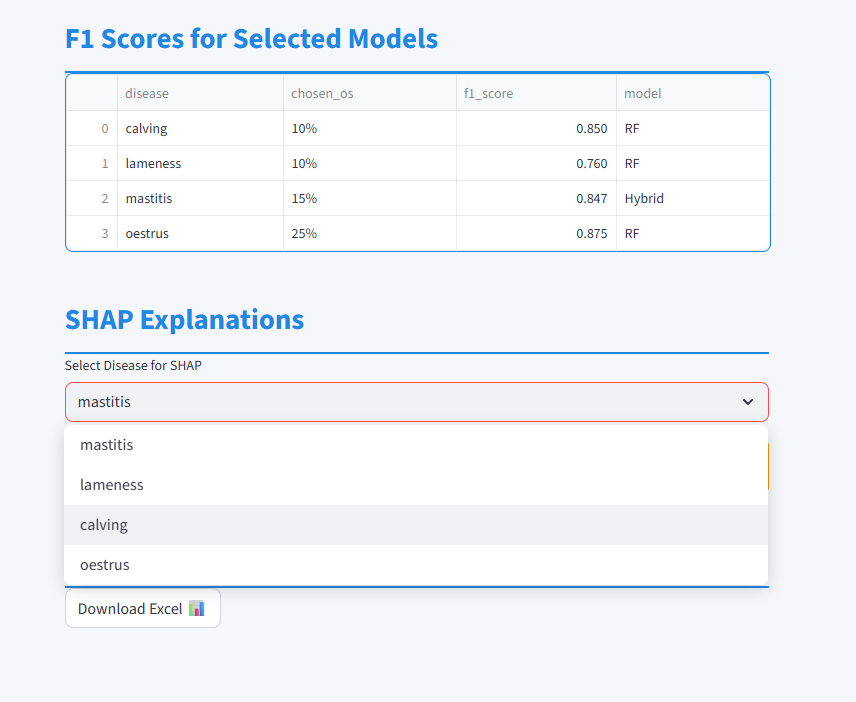 F1 Scores for Selected Models
disease chosen_os f1_score model
0 calving 10% 0.850 RF
1 lameness 10% 0.760 RF
2 mastitis 15% 0.847 Hybrid
3 oestrus 25% 0.875 RF
SHAP Explanations
Select Disease for SHAP
mastitis
mastitis
lameness
calving
oestrus
Download Excel